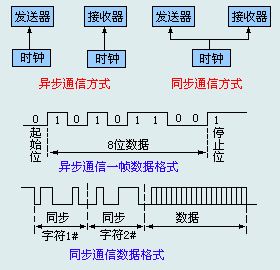 发送器 接收器 发送器 接收器
时钟 时钟 时钟
异步通信方式 同步通信方式
0 1 0 1 0 1 1 0 0 1
起始位 8位数据 停止位
异步通信一帧数据格式
同步 同步 数据
字符1# 字符2#
同步通信数据格式